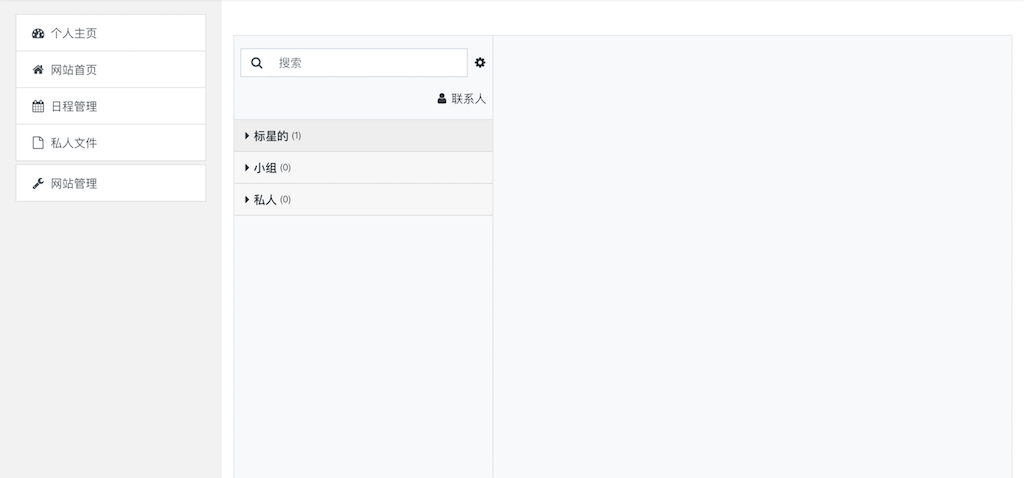 个人主页
网站首页
日程管理
私人文件
网站管理
搜索
联系人
标星的 (1)
小组 (0)
私人 (0)